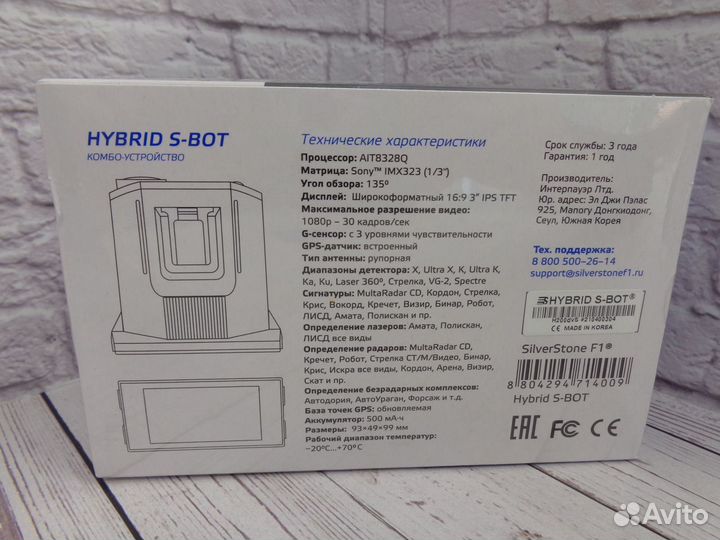 HYBRID S-BOT
КОМБО-УСТРОЙСТВО
Технические характеристики
Процессор: AIT8328Q
Матрица: Sony™ IMX323 (1/3")
Угол обзора: 135º
Дисплей: Широкоформатный 16:9 3” IPS TFT
Максимальное разрешение видео:
1080p – 30 кадров/сек
G-сенсор: с 3 уровнями чувствительности
GPS-датчик: встроенный
Тип антенны: рупорная
Диапазоны детектора: X, Ultra X, K, Ultra K,
Ka, Ku, Laser 360º, Стрелка, VG-2, Spectre
Сигнатуры: MultaRadar CD, Кордон, Стрелка,
Крис, Вокорд, Кречет, Визир, Бинар, Робот,
ЛИСД, Амата, Полискан и пр.
Определение лазеров: Амата, Полискан,
ЛИСД все виды
Определение радаров: MultaRadar CD,
Кречет, Робот, Стрелка СТ/М/Видео, Бинар,
Крис, Искра все виды, Кордон, Арена, Визир,
Скат и пр.
Определение безрадарных комплексов:
Автодория, АвтоУраган, Форсаж и т.д.
База точек GPS: обновляемая
Аккумулятор: 500 мА·ч
Размеры: 93×49×99 мм
Рабочий диапазон температур:
–20°C...+70°C
Срок службы: 3 года
Гарантия: 1 год
Производитель:
Интерпауэр Лтд.
Юр. адрес: Эл Джи Пэлас
925, Мапогу Донгкиодонг,
Сеул, Южная Корея
Тех. поддержка:
8 800 500–26–14
support@silverstonef1.ru
HYBRID S-BOT®
H200dVS #210400304
CE MADE IN KOREA
SilverStone F1®
8 804294 714009
Hybrid S-BOT
EAC FC CE
Avito